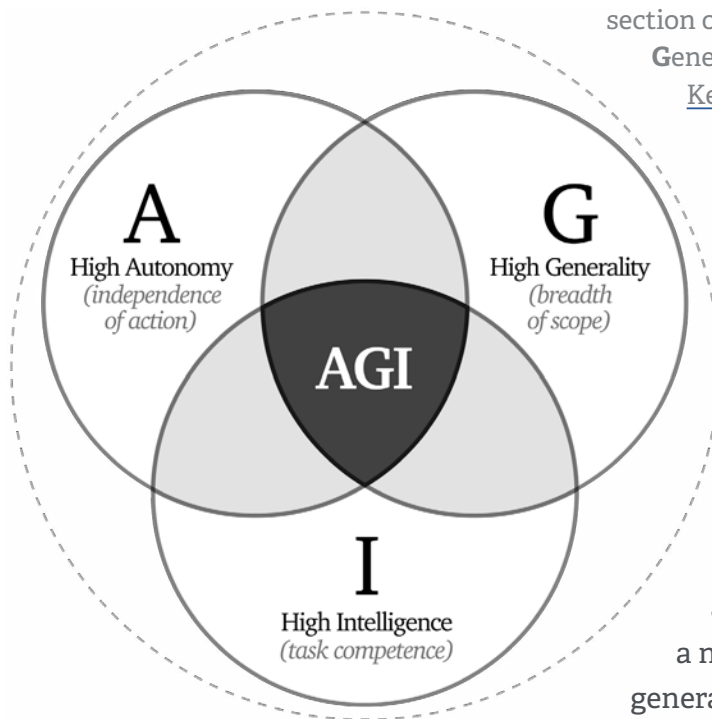 section o
Gene
Ke
A
High Autonomy
(independence
of action)
G
High Generality
(breadth
of scope)
AGI
I
High Intelligence
(task competence)
a n
genera